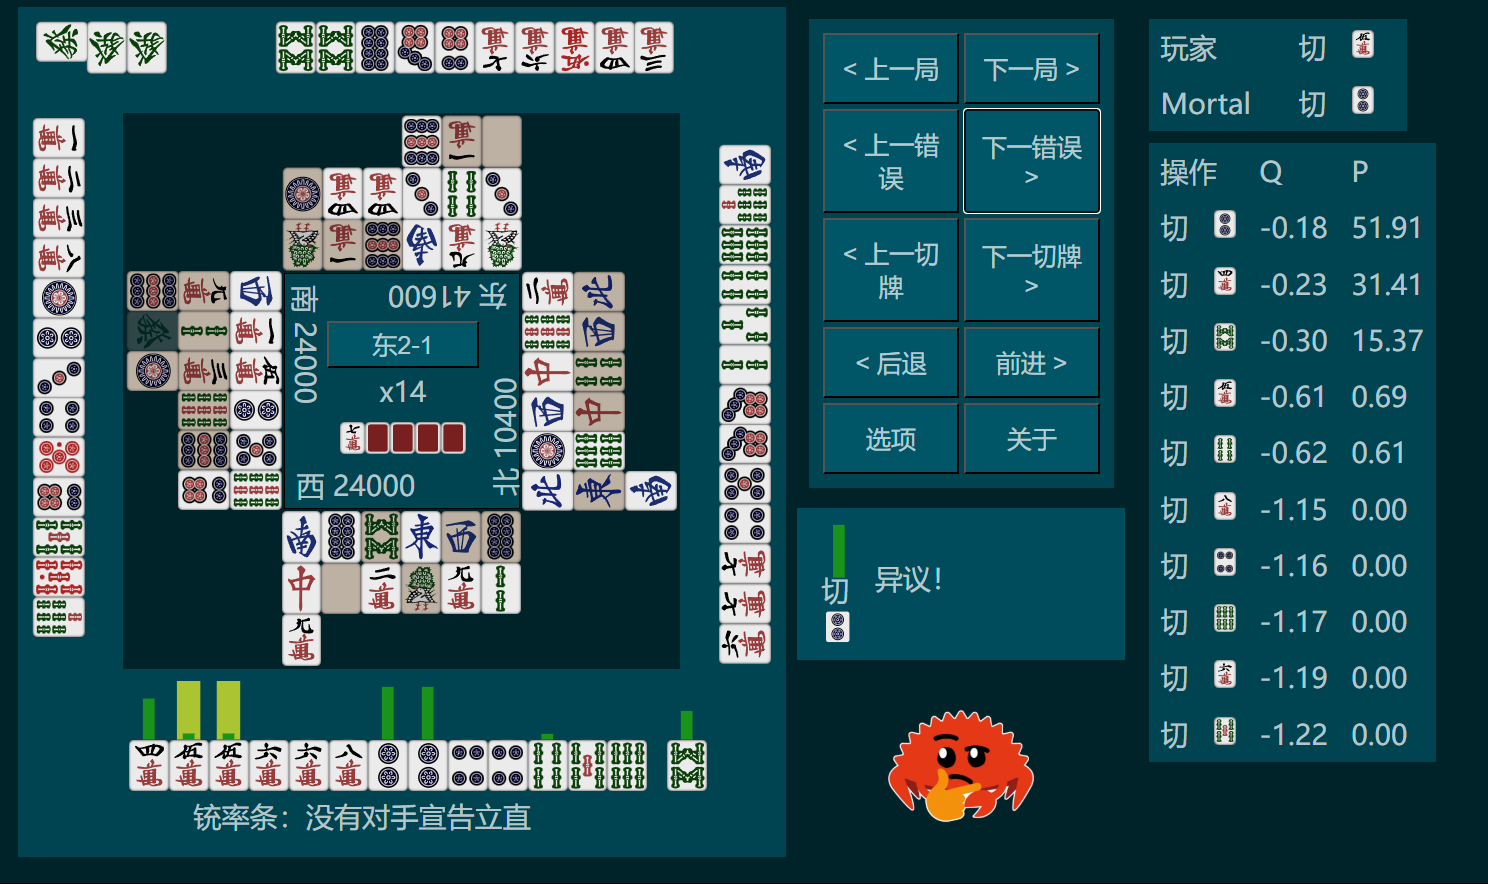 东 41600
南 24000
东2-1
x14
北 10400
西 24000
铳率条：没有对手宣告立直
< 上一局
下一局 >
< 上一错
误
下一错误
>
< 上一切
牌
下一切牌
>
< 后退
前进 >
选项
关于
切
异议！
玩家 切
Mortal 切
操作 Q P
切 -0.18 51.91
切 -0.23 31.41
切 -0.30 15.37
切 -0.61 0.69
切 -0.62 0.61
切 -1.15 0.00
切 -1.16 0.00
切 -1.17 0.00
切 -1.19 0.00
切 -1.22 0.00